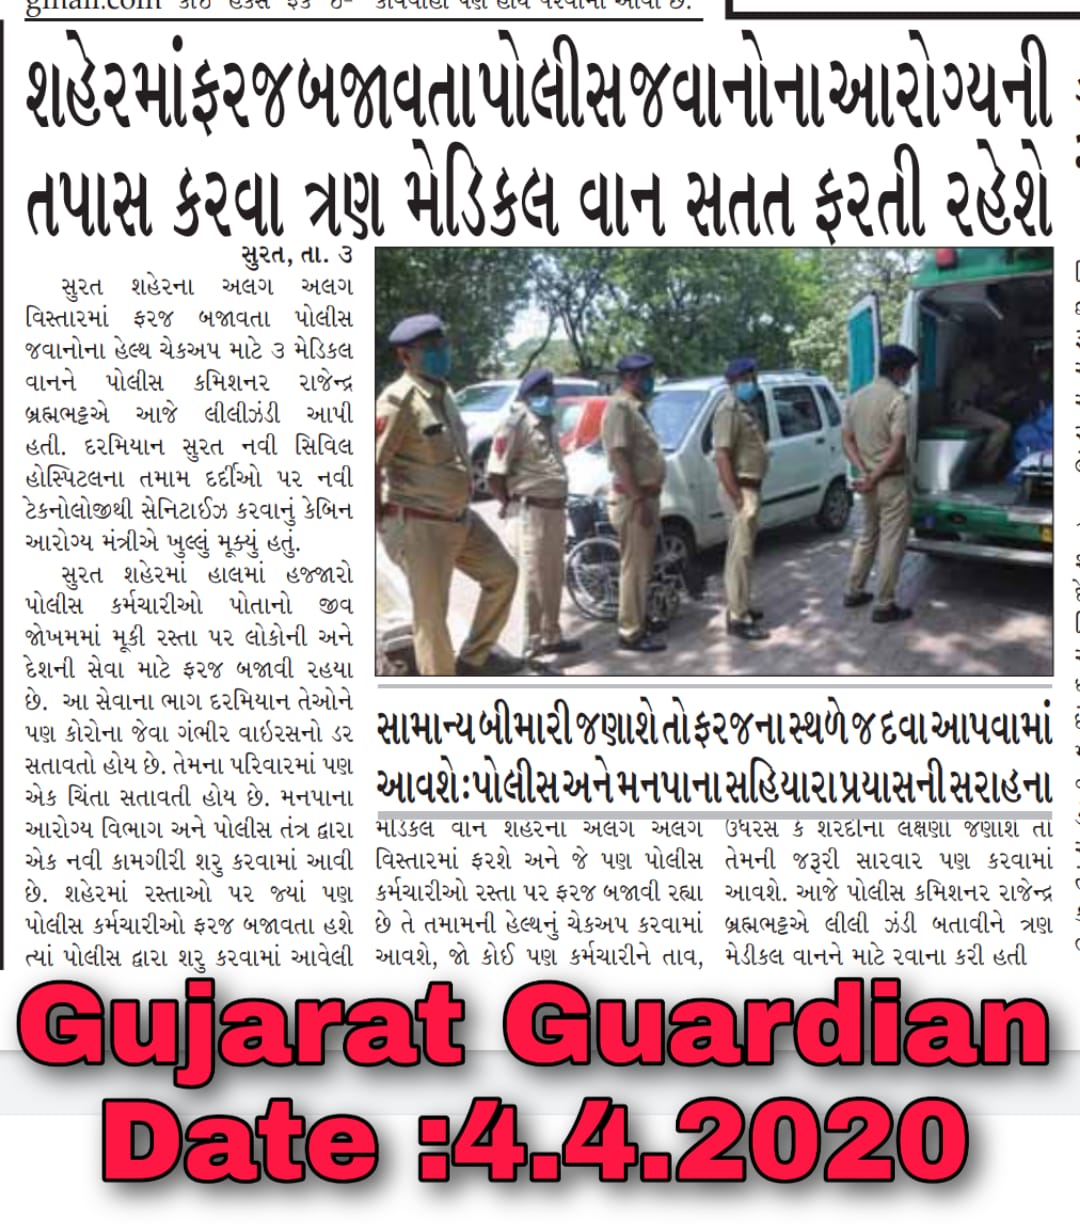 gmail.com
શહેરમાં ફરજ બજાવતા પોલીસ જવાનોના આરોગ્યની
તપાસ કરવા ત્રણ મેડિકલ વાન સતત ફરતી રહેશે
સુરત, તા. ૩
સુરત શહેરના અલગ અલગ
વિસ્તારમાં ફરજ બજાવતા પોલીસ
જવાનોના હેલ્થ ચેકઅપ માટે ૩ મેડિકલ
વાનને પોલીસ કમિશનર રાજેન્દ્ર
બ્રહ્મભટ્ટએ આજે લીલીઝંડી આપી
હતી. દરમિયાન સુરત નવી સિવિલ
હોસ્પિટલના તમામ દર્દીઓ પર નવી
ટેકનોલોજીથી સેનિટાઈઝ કરવાનું કેબિન
આરોગ્ય મંત્રીએ ખુલ્લું મૂક્યું હતું.
સુરત શહેરમાં હાલમાં હજ્જારો
પોલીસ કર્મચારીઓ પોતાનો જીવ
જોખમમાં મૂકી રસ્તા પર લોકોની અને
દેશની સેવા માટે ફરજ બજાવી રહયા
છે. આ સેવાના ભાગ દરમિયાન તેઓને
પણ કોરોના જેવા ગંભીર વાઇરસનો ડર
સતાવતો હોય છે. તેમના પરિવારમાં પણ
એક ચિંતા સતાવતી હોય છે. મનપાના
આરોગ્ય વિભાગ અને પોલીસ તંત્ર દ્વારા
એક નવી કામગીરી શરુ કરવામાં આવી
છે. શહેરમાં રસ્તાઓ પર જ્યાં પણ
પોલીસ કર્મચારીઓ ફરજ બજાવતા હશે
ત્યાં પોલીસ દ્વારા શરુ કરવામાં આવેલી
સામાન્ય બીમારી જણાશે તો ફરજના સ્થળે જ દવા આપવામાં
આવશે: પોલીસ અને મનપાના સહિયારા પ્રયાસની સરાહના
મેડિકલ વાન શહેરના અલગ અલગ
વિસ્તારમાં ફરશે અને જે પણ પોલીસ
કર્મચારીઓ રસ્તા પર ફરજ બજાવી રહ્યા
છે તે તમામની હેલ્થનું ચેકઅપ કરવામાં
આવશે, જો કોઈ પણ કર્મચારીને તાવ,
ઉધરસ કે શરદીના લક્ષણો જણાશે તો
તેમની જરૂરી સારવાર પણ કરવામાં
આવશે. આજે પોલીસ કમિશનર રાજેન્દ્ર
બ્રહ્મભટ્ટએ લીલી ઝંડી બતાવીને ત્રણ
મેડીકલ વાનને માટે રવાના કરી હતી
Gujarat Guardian
Date :4.4.2020